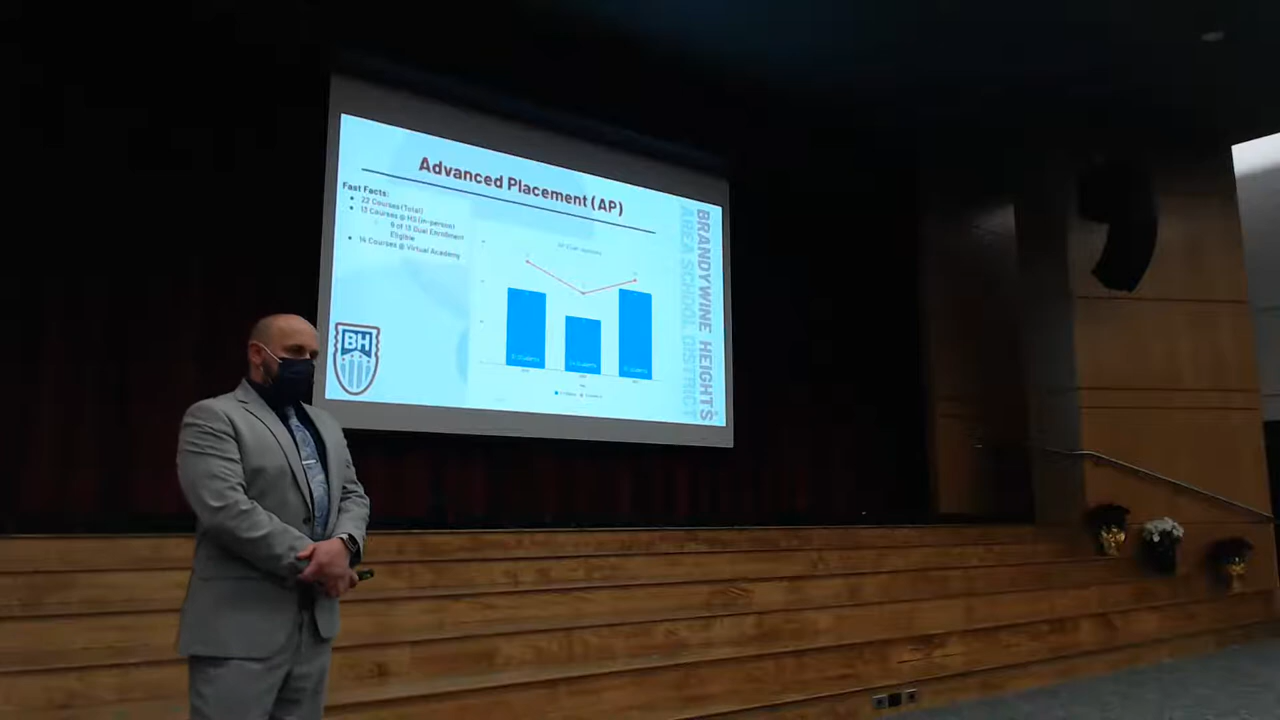 Advanced Placement (AP)
Fast Facts:
22 Courses (Total)
13 Courses @ HS (in-person)
9 of 13 Dual Enrollment
Eligible
14 Courses @ Virtual Academy
BH
BRANDYWINE HEIGHTS
AREA SCHOOL DISTRICT